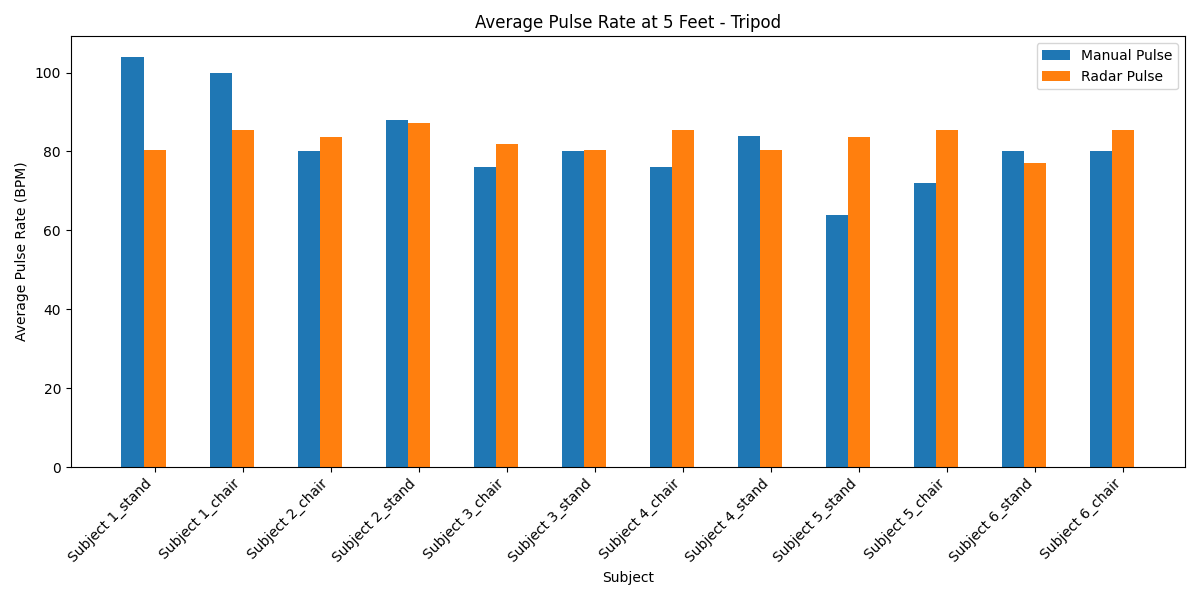 Average Pulse Rate at 5 Feet - Tripod
Manual Pulse
Radar Pulse
Average Pulse Rate (BPM)
100
80
60
40
20
0
Subject 1_stand
Subject 1_chair
Subject 2_chair
Subject 2_stand
Subject 3_chair
Subject 3_stand
Subject 4_chair
Subject 4_stand
Subject 5_stand
Subject 5_chair
Subject 6_stand
Subject 6_chair
Subject